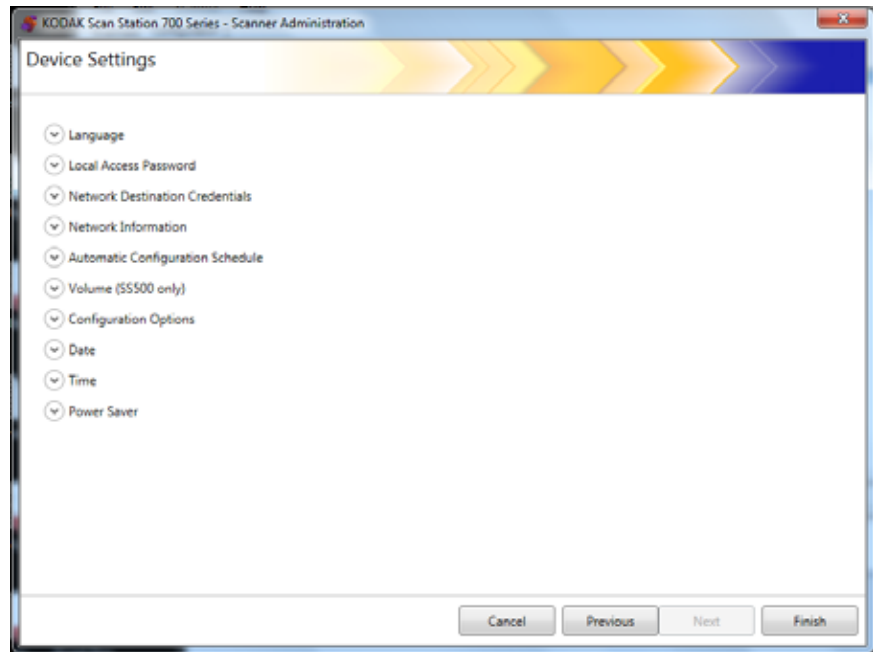 KODAK Scan Station 700 Series - Scanner Administration
Device Settings
Language
Local Access Password
Network Destination Credentials
Network Information
Automatic Configuration Schedule
Volume (SS500 only)
Configuration Options
Date
Time
Power Saver
Cancel Previous Next Finish